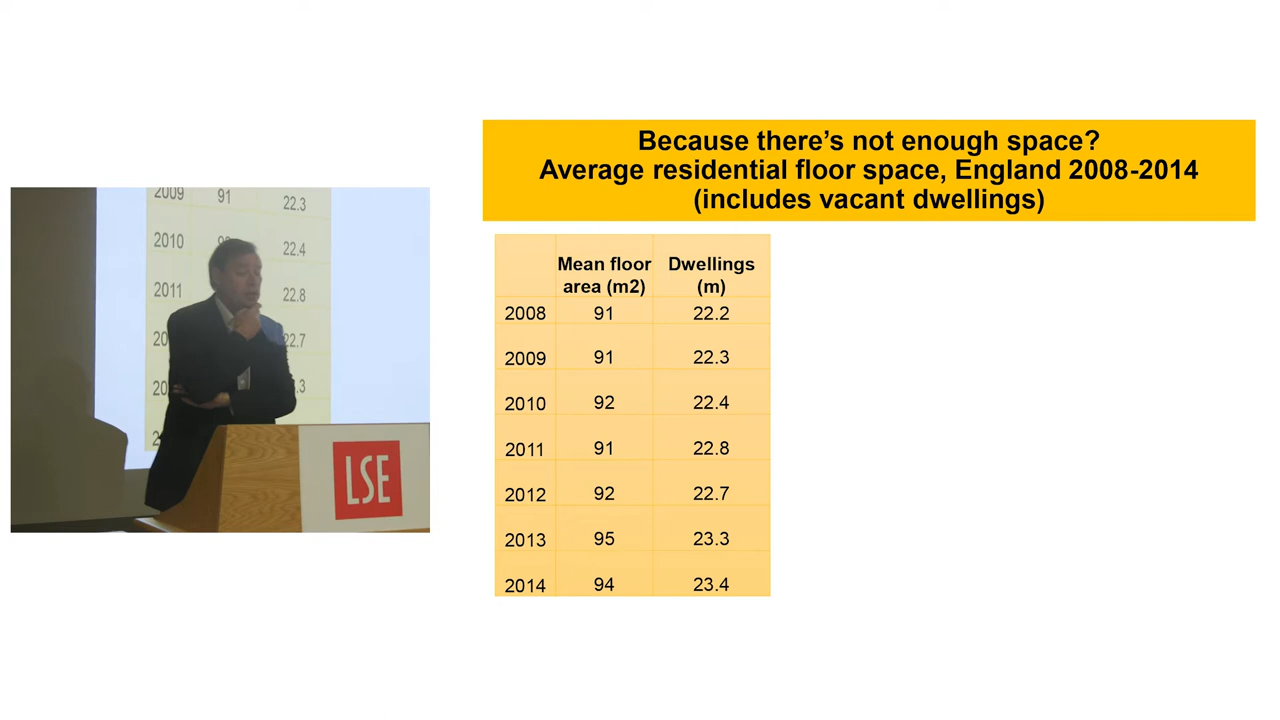 Because there's not enough space?
Average residential floor space, England 2008-2014
(includes vacant dwellings)
Mean floor area (m2) Dwellings (m)
2008 91 22.2
2009 91 22.3
2010 92 22.4
2011 91 22.8
2012 92 22.7
2013 95 23.3
2014 94 23.4
2009 91 22.3
2010 22.4
2011 22.8
22.7
LSE